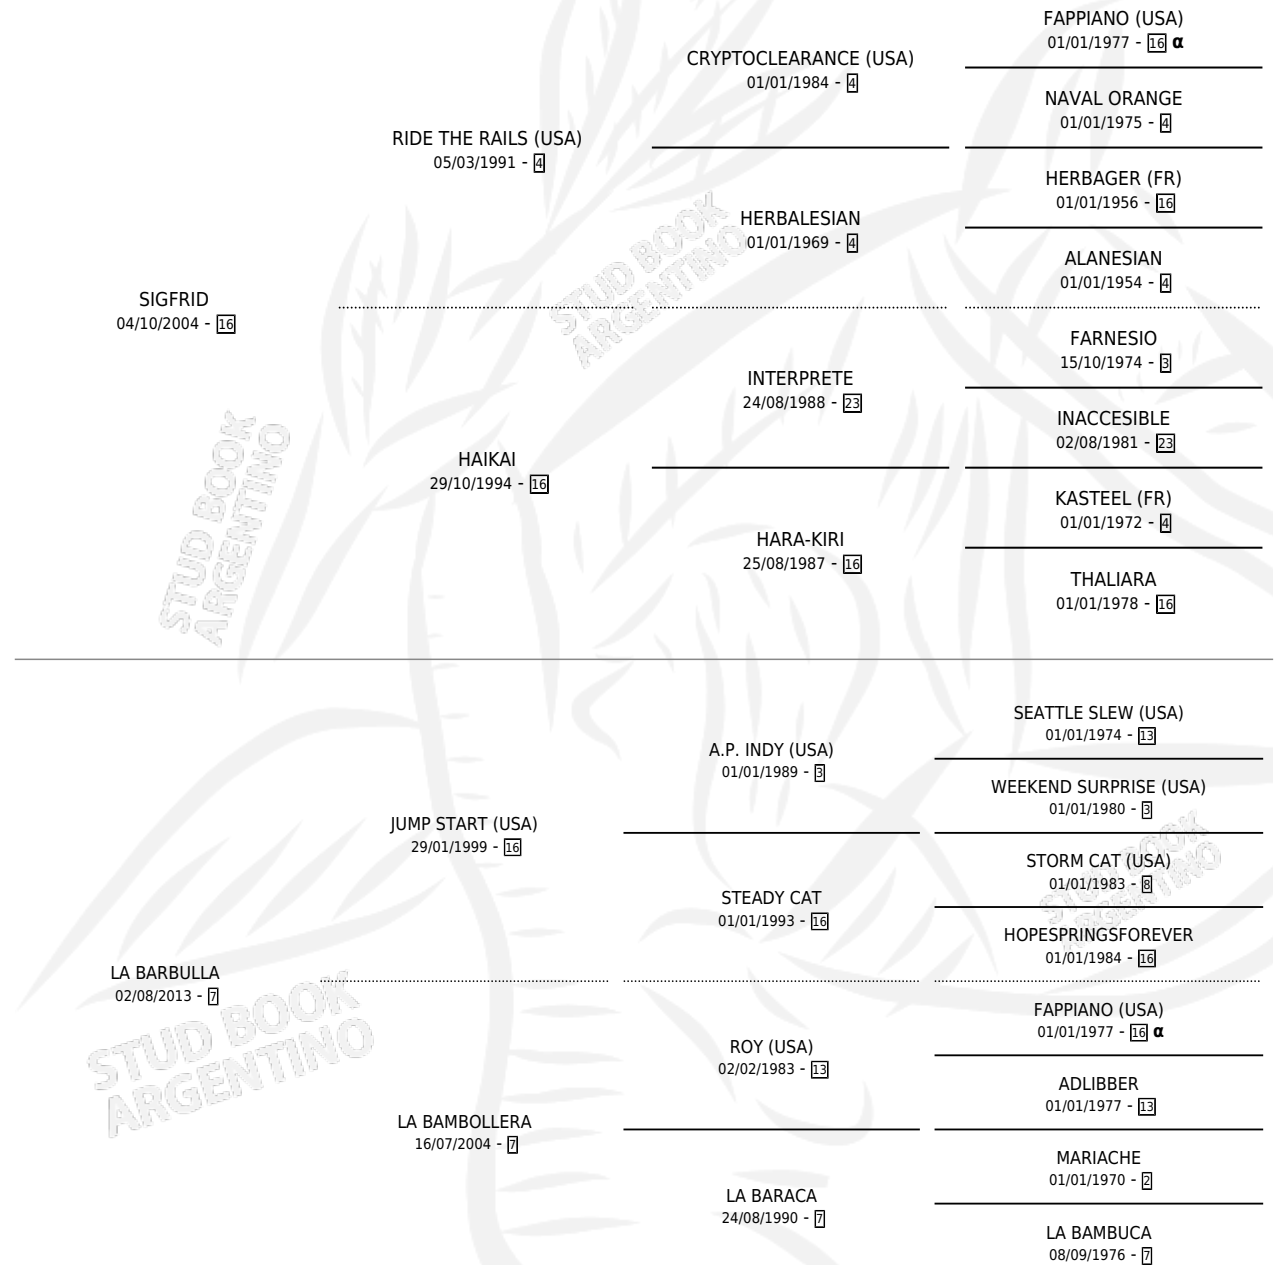 FAPPIANO (USA)
01/01/1977 - 16 α
CRYPTOCLEARANCE (USA)
01/01/1984 - 4
NAVAL ORANGE
01/01/1975 - 4
RIDE THE RAILS (USA)
05/03/1991 - 4
HERBAGER (FR)
01/01/1956 - 16
HERBALESIAN
01/01/1969 - 4
ALANESIAN
01/01/1954 - 4
SIGFRID
04/10/2004 - 16
FARNESIO
15/10/1974 - 3
INTERPRETE
24/08/1988 - 23
INACCESIBLE
02/08/1981 - 23
HAIKAI
29/10/1994 - 16
KASTEEL (FR)
01/01/1972 - 4
HARA-KIRI
25/08/1987 - 16
THALIARA
01/01/1978 - 16
SEATTLE SLEW (USA)
01/01/1974 - 13
A.P. INDY (USA)
01/01/1989 - 3
WEEKEND SURPRISE (USA)
01/01/1980 - 3
JUMP START (USA)
29/01/1999 - 16
STORM CAT (USA)
01/01/1983 - 8
STEADY CAT
01/01/1993 - 16
HOPESPRINGSFOREVER
01/01/1984 - 16
LA BARBULLA
02/08/2013 - 7
FAPPIANO (USA)
01/01/1977 - 16 α
ROY (USA)
02/02/1983 - 13
ADLIBBER
01/01/1977 - 13
LA BAMBOLLERA
16/07/2004 - 7
MARIACHE
01/01/1970 - 2
LA BARACA
24/08/1990 - 7
LA BAMBUCA
08/09/1976 - 7
STUD BOOK
ARGENTINO
STUD BOOK
ARGENTINO
STUD BOOK
ARGENTINO
STUD BOOK
ARGENTINO